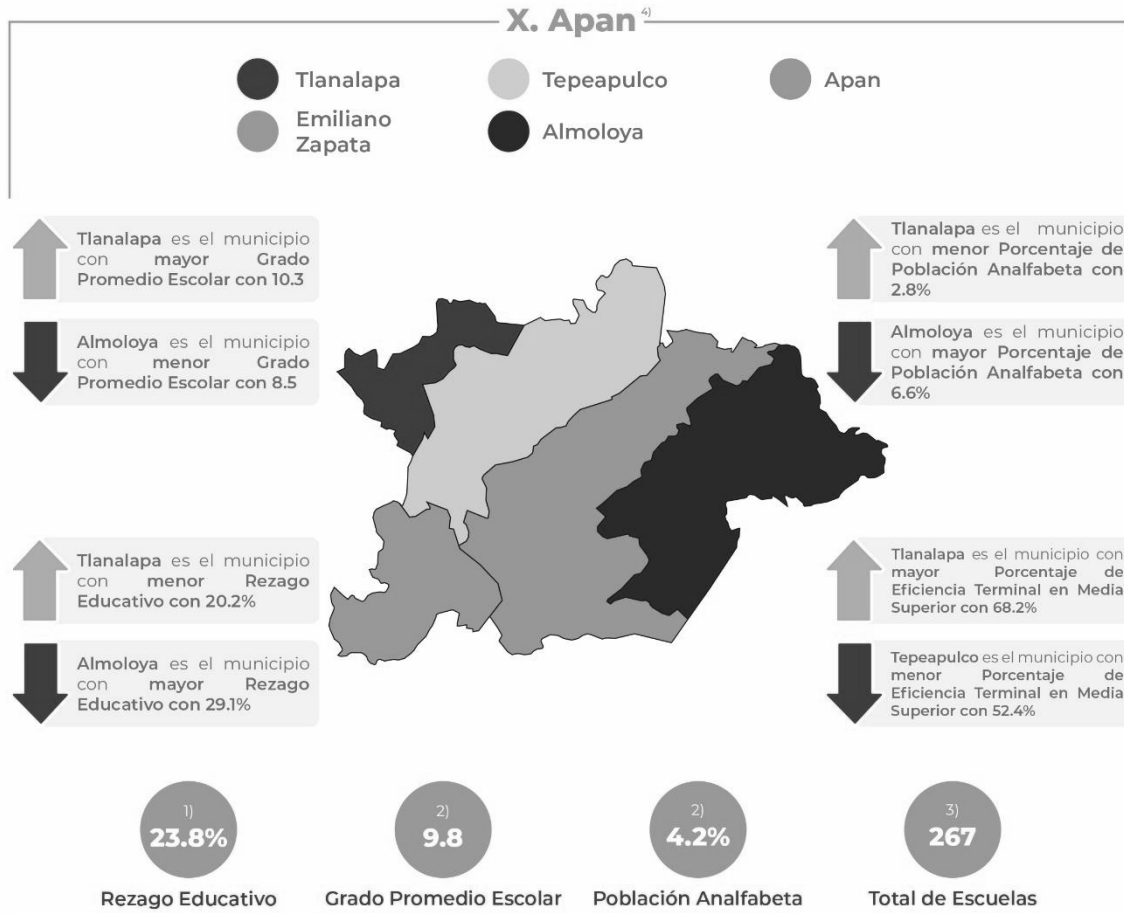 X. Apan 4)
Tlanalapa
Tepeapulco
Apan
Emiliano
Zapata
Almoloya
Tlanalapa es el municipio
con mayor Grado
Promedio Escolar con 10.3
Almoloya es el municipio
con menor Grado
Promedio Escolar con 8.5
Tlanalapa es el municipio
con menor Porcentaje de
Población Analfabeta con
2.8%
Almoloya es el municipio
con mayor Porcentaje de
Población Analfabeta con
6.6%
Tlanalapa es el municipio
con menor Rezago
Educativo con 20.2%
Almoloya es el municipio
con mayor Rezago
Educativo con 29.1%
Tlanalapa es el municipio con
mayor Porcentaje de
Eficiencia Terminal en Media
Superior con 68.2%
Tepeapulco es el municipio con
menor Porcentaje de
Eficiencia Terminal en Media
Superior con 52.4%
1)
23.8%
Rezago Educativo
2)
9.8
Grado Promedio Escolar
2)
4.2%
Población Analfabeta
3)
267
Total de Escuelas